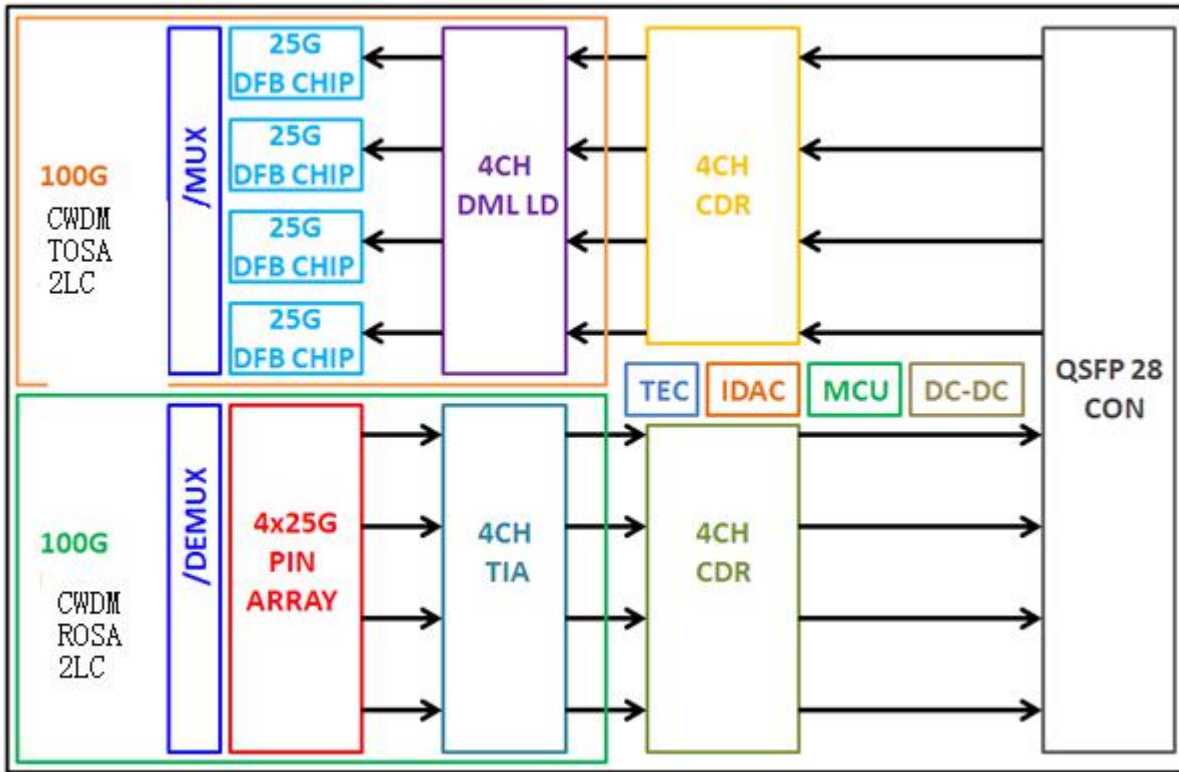 100G
CWDM
TOSA
2LC
/MUX
25G
DFB CHIP
25G
DFB CHIP
25G
DFB CHIP
25G
DFB CHIP
4CH
DML LD
4CH
CDR
QSFP 28
CON
TEC
IDAC
MCU
DC-DC
100G
CWDM
ROSA
2LC
/DEMUX
4x25G
PIN
ARRAY
4CH
TIA
4CH
CDR